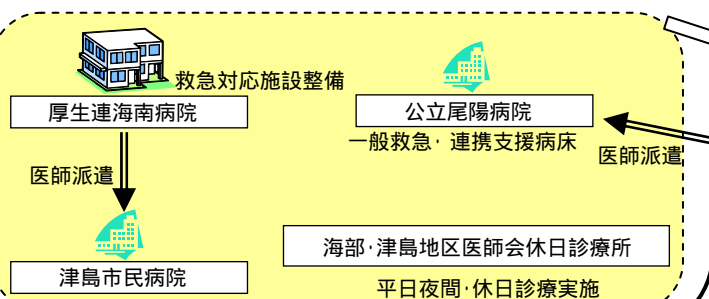 救急対応施設整備
厚生連海南病院
公立尾陽病院
一般救急・連携支援病床
医師派遣
医師派遣
海部・津島地区医師会休日診療所
津島市民病院
平日夜間・休日診療実施